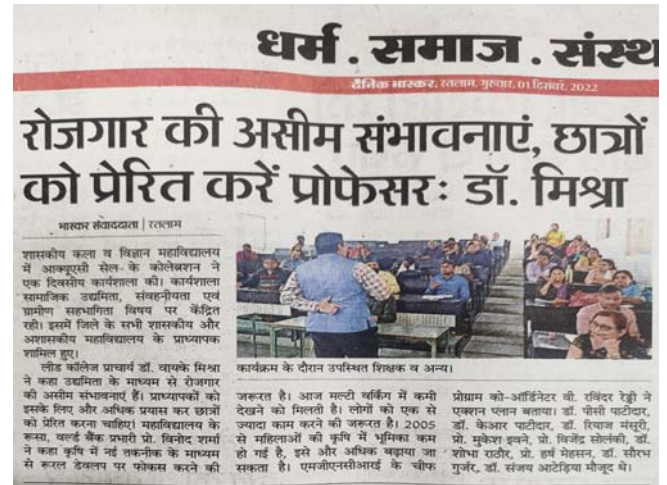 धर्म . समाज . संस्थ
दैनिक भास्कर, रतलाम, गुरुवार, 01 दिसंबर, 2022
रोजगार की असीम संभावनाएं, छात्रों
को प्रेरित करें प्रोफेसर: डॉ. मिश्रा
भास्कर संवाददाता | रतलाम
शासकीय कला व विज्ञान महाविद्यालय
में आक्यूएसी सेल के कोलेब्रशन ने
एक दिवसीय कार्यशाला की। कार्यशाला
सामाजिक उद्यमिता, संवहनीयता एवं
ग्रामीण सहभागिता विषय पर केंद्रित
रही। इसमें जिले के सभी शासकीय और
अशासकीय महाविद्यालय के प्राध्यापक
शामिल हुए।
लीड कॉलेज प्राचार्य डॉ. वायके मिश्रा
ने कहा उद्यमिता के माध्यम से रोजगार
की असीम संभावनाएं हैं। प्राध्यापकों को
इसके लिए और अधिक प्रयास कर छात्रों
को प्रेरित करना चाहिए। महाविद्यालय के
रूसा, वर्ल्ड बैंक प्रभारी प्रो. विनोद शर्मा
ने कहा कृषि में नई तकनीक के माध्यम
से रूरल डेवलप पर फोकस करने की
कार्यक्रम के दौरान उपस्थित शिक्षक व अन्य।
जरूरत है। आज मल्टी वर्किंग में कमी
देखने को मिलती है। लोगों को एक से
ज्यादा काम करने की जरूरत है। 2005
से महिलाओं की कृषि में भूमिका कम
हो गई है, इसे और अधिक बढ़ाया जा
सकता है। एमजीएनसीआरई के चीफ
प्रोग्राम को-ऑर्डिनेटर वी. रविंदर रेड्डी ने
एक्शन प्लान बताया। डॉ. पीसी पाटीदार,
डॉ. केआर पाटीदार, डॉ. रियाज मंसूरी,
प्रो. मुकेश इवने, प्रो. विजेंद्र सोलंकी, डॉ.
शोभा राठौर, प्रो. हर्ष मेहसन, डॉ. सौरभ
गुर्जर, डॉ. संजय आटेड़िया मौजूद थे।